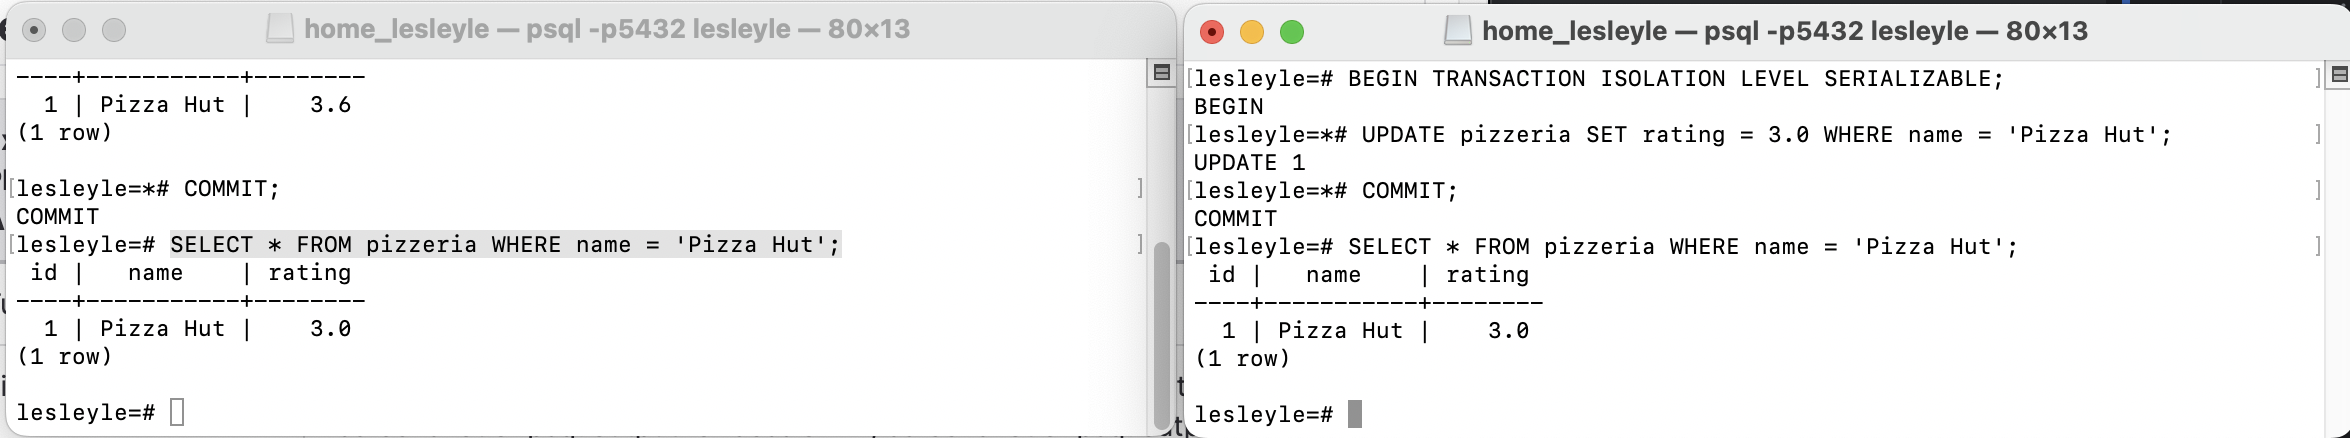 home_lesleyle — psql -p5432 lesleyle — 80×13
----+-----------+--------
  1 | Pizza Hut |    3.6
(1 row)

[lesleyle=*# COMMIT; ]
COMMIT
[lesleyle=# SELECT * FROM pizzeria WHERE name = 'Pizza Hut'; ]
 id |   name    | rating
----+-----------+--------
  1 | Pizza Hut |    3.0
(1 row)

lesleyle=#
home_lesleyle — psql -p5432 lesleyle — 80×13
[lesleyle=# BEGIN TRANSACTION ISOLATION LEVEL SERIALIZABLE; ]
BEGIN
[lesleyle=*# UPDATE pizzeria SET rating = 3.0 WHERE name = 'Pizza Hut'; ]
UPDATE 1
[lesleyle=*# COMMIT; ]
COMMIT
[lesleyle=# SELECT * FROM pizzeria WHERE name = 'Pizza Hut'; ]
 id |   name    | rating
----+-----------+--------
  1 | Pizza Hut |    3.0
(1 row)

lesleyle=#